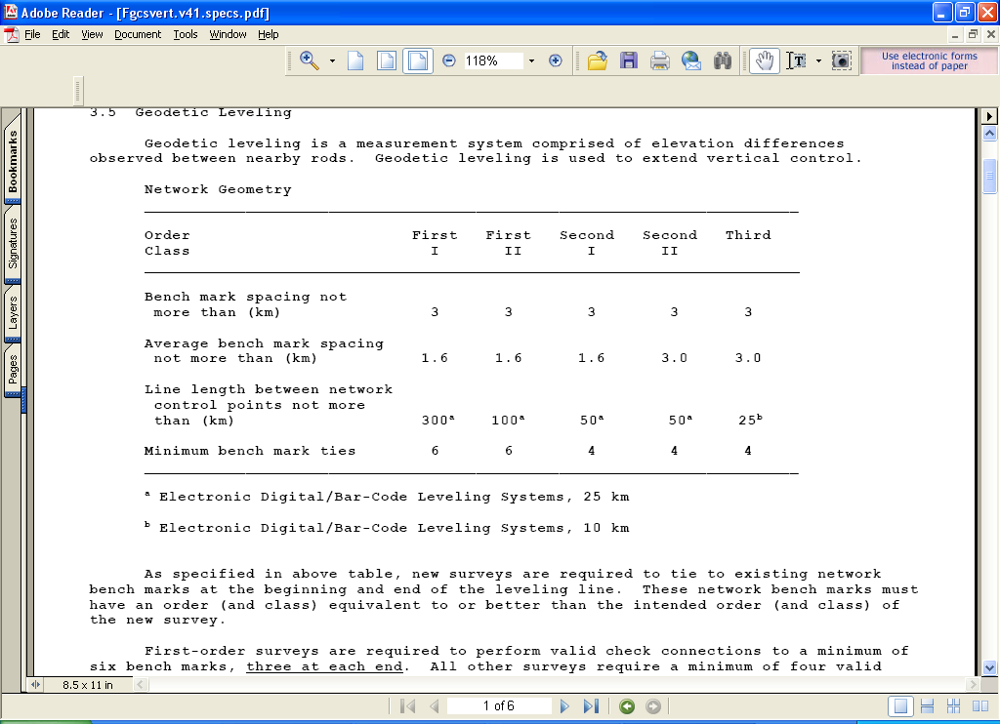 Adobe Reader - [Fgcsvert.v41.specs.pdf]
File Edit View Document Tools Window Help
118%
Use electronic forms
instead of paper
Bookmarks
Signatures
Layers
Pages
3.5 Geodetic Leveling
Geodetic leveling is a measurement system comprised of elevation differences
observed between nearby rods. Geodetic leveling is used to extend vertical control.
Network Geometry
Order First First Second Second Third
Class I II I II
Bench mark spacing not
more than (km) 3 3 3 3 3
Average bench mark spacing
not more than (km) 1.6 1.6 1.6 3.0 3.0
Line length between network
control points not more
than (km) 300ª 100ª 50ª 50ª 25ᵇ
Minimum bench mark ties 6 6 4 4 4
ª Electronic Digital/Bar-Code Leveling Systems, 25 km
ᵇ Electronic Digital/Bar-Code Leveling Systems, 10 km
As specified in above table, new surveys are required to tie to existing network
bench marks at the beginning and end of the leveling line. These network bench marks must
have an order (and class) equivalent to or better than the intended order (and class) of
the new survey.
First-order surveys are required to perform valid check connections to a minimum of
six bench marks, three at each end. All other surveys require a minimum of four valid
8.5 x 11 in
1 of 6